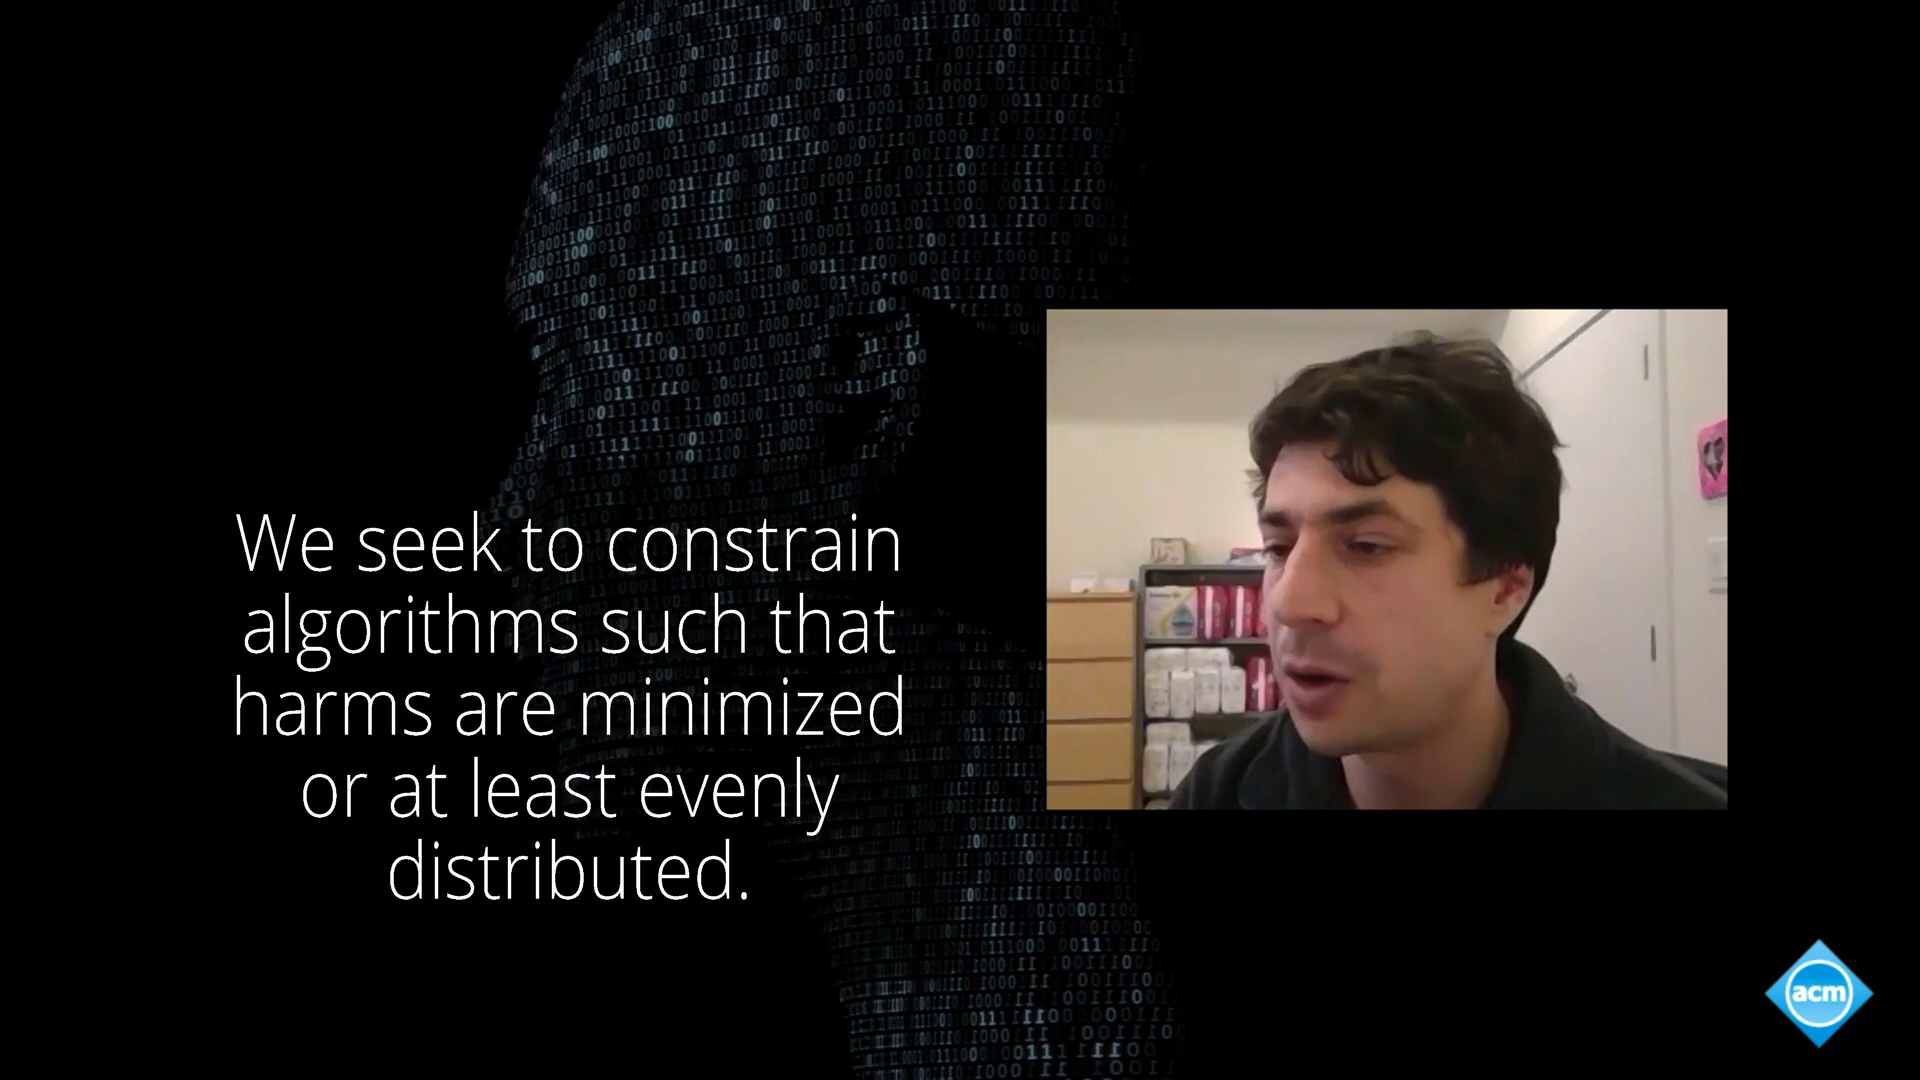 We seek to constrain
algorithms such that
harms are minimized
or at least evenly
distributed.
acm